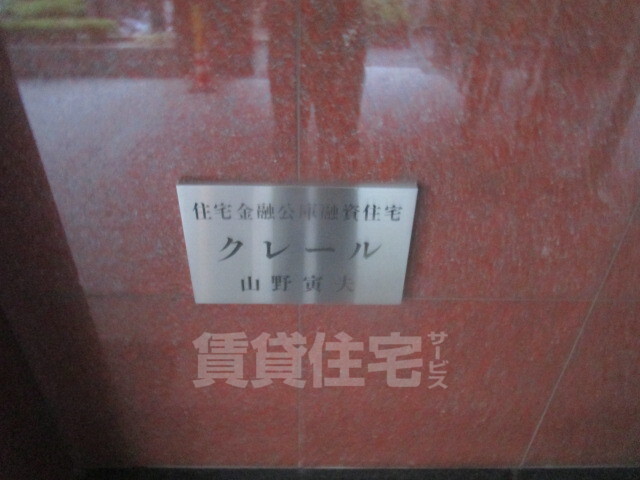 住宅金融公庫融資住宅
クレール
山野寅夫
賃貸住宅サービス